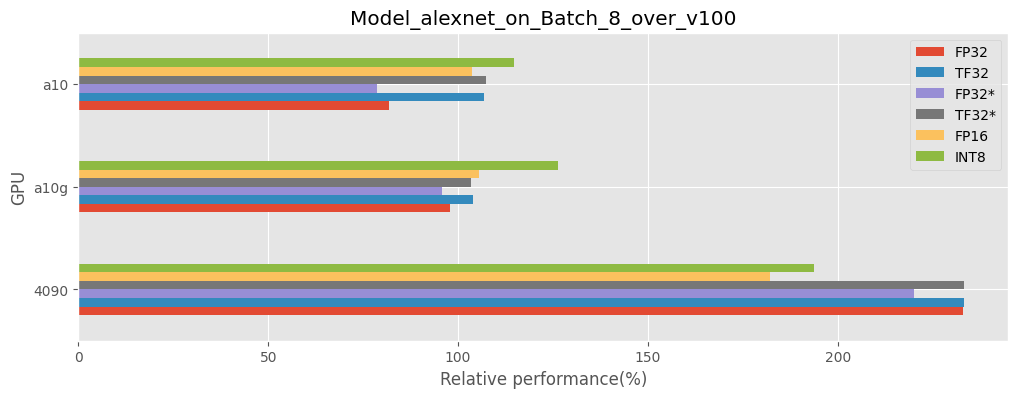 Model_alexnet_on_Batch_8_over_v100
FP32
TF32
FP32*
TF32*
FP16
INT8
GPU
a10
a10g
4090
0 50 100 150 200
Relative performance(%)